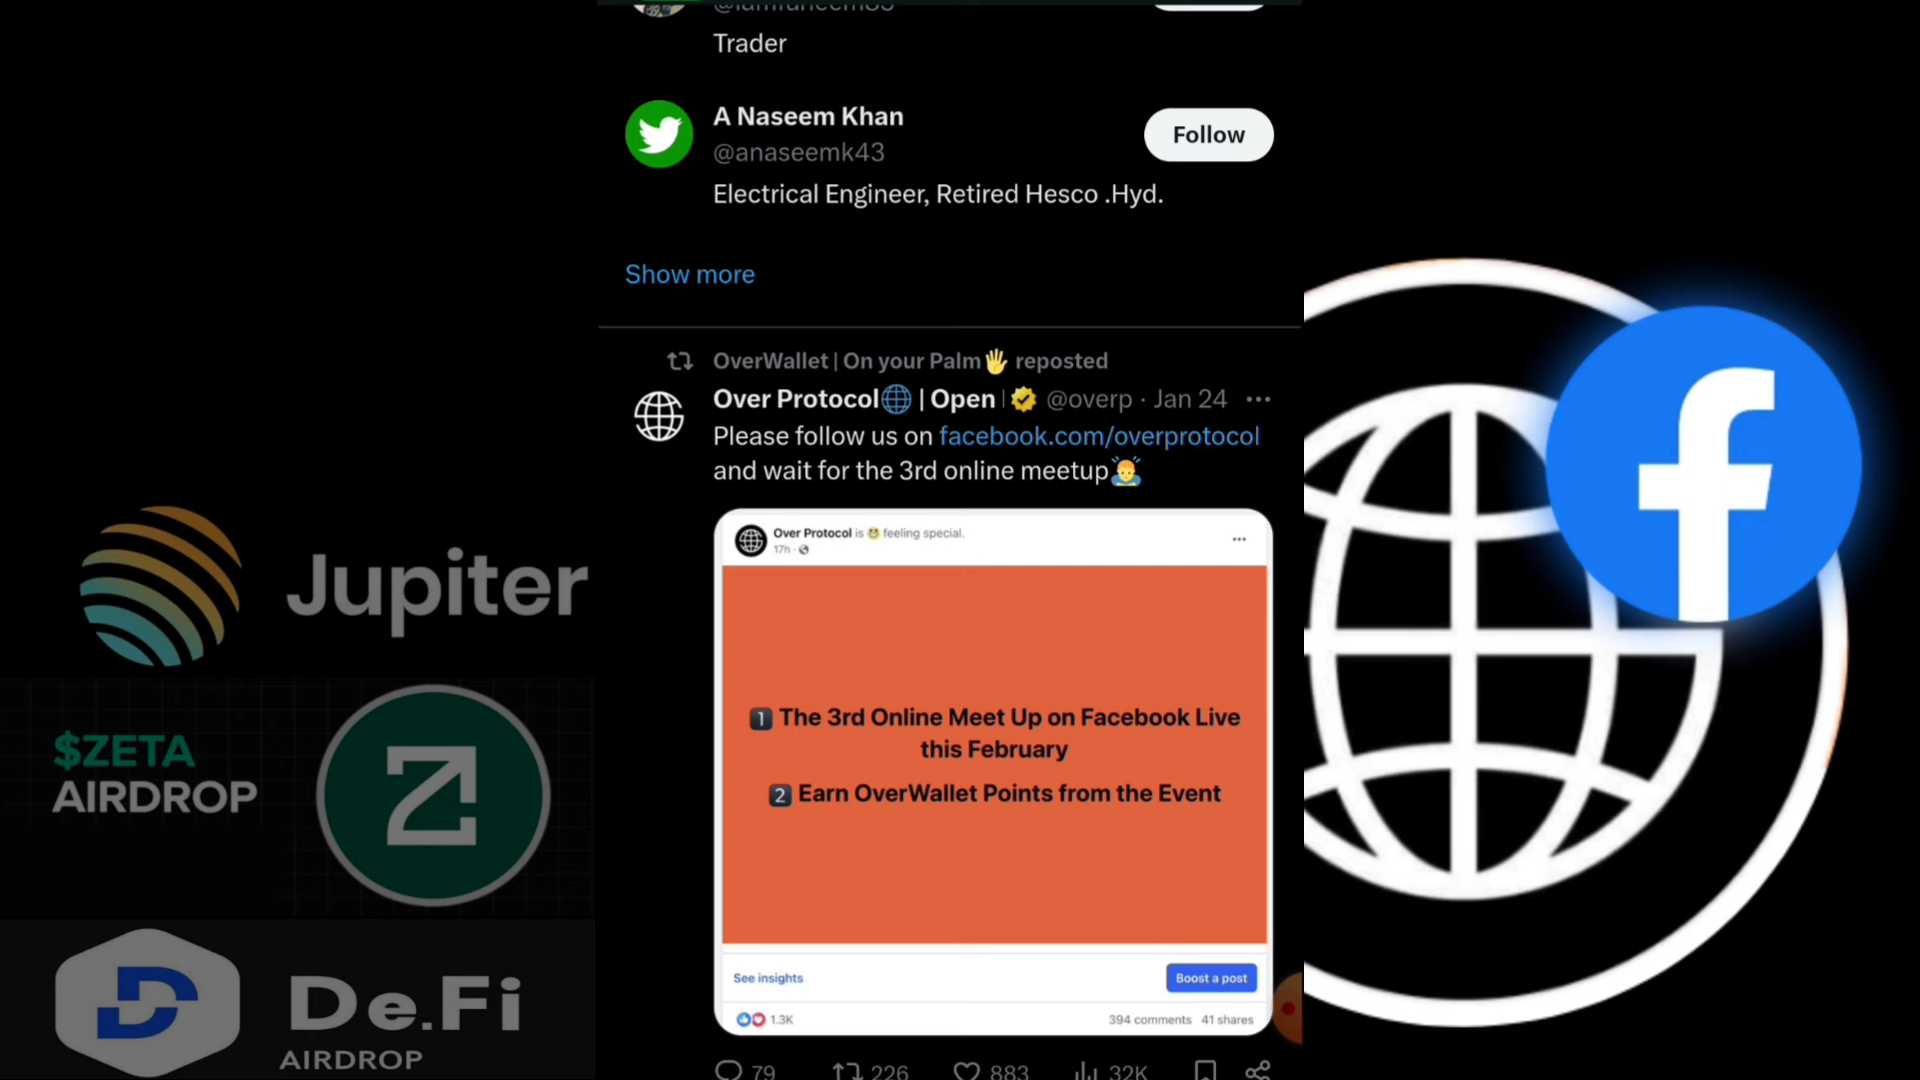 Trader
A Naseem Khan
Follow
@anaseemk43
Electrical Engineer, Retired Hesco .Hyd.
Show more
OverWallet | On your Palm🖐 reposted
Over Protocol🌐 | Open @overp · Jan 24
Please follow us on facebook.com/overprotocol
and wait for the 3rd online meetup🙇‍♂️
Over Protocol is 😁 feeling special.
17h ·
1 The 3rd Online Meet Up on Facebook Live
this February
2 Earn OverWallet Points from the Event
See insights
Boost a post
1.3K
394 comments 41 shares
79 226 883 32K
Jupiter
$ZETA
AIRDROP
De.Fi
AIRDROP